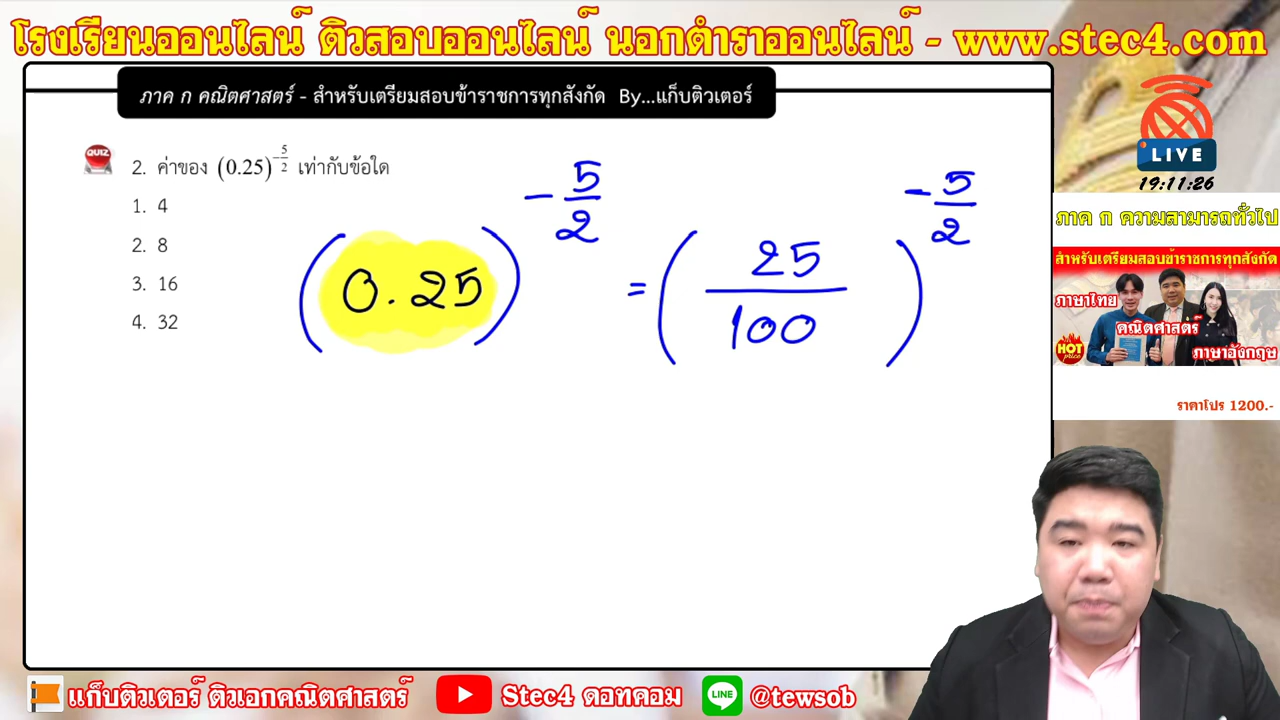 โรงเรียนออนไลน์ ติวสอบออนไลน์ นอกตำราออนไลน์ - www.stec4.com
ภาค ก คณิตศาสตร์ - สำหรับเตรียมสอบข้าราชการทุกสังกัด By...แก็บติวเตอร์
LIVE
19:11:26
QUIZ
2. ค่าของ (0.25)^{-5/2} เท่ากับข้อใด
1. 4
2. 8
3. 16
4. 32
(0.25)^{-5/2} = (25/100)^{-5/2}
ภาค ก ความสามารถทั่วไป
สำหรับเตรียมสอบข้าราชการทุกสังกัด
ภาษาไทย
คณิตศาสตร์
ภาษาอังกฤษ
HOT
price
ราคาโปร 1200.-
แก็บติวเตอร์ ติวเอกคณิตศาสตร์
Stec4 ดอทคอม
LINE
@tewsob